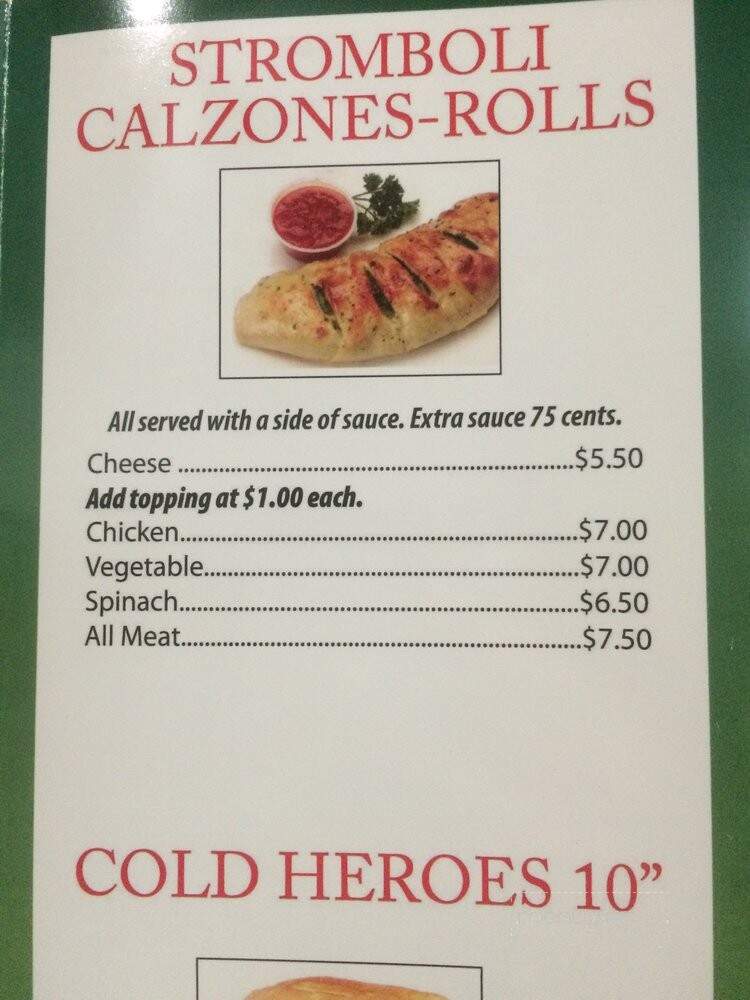 STROMBOLI
CALZONES-ROLLS
All served with a side of sauce. Extra sauce 75 cents.
Cheese ........................................................................$5.50
Add topping at $1.00 each.
Chicken........................................................................$7.00
Vegetable....................................................................$7.00
Spinach........................................................................$6.50
All Meat........................................................................$7.50
COLD HEROES 10”